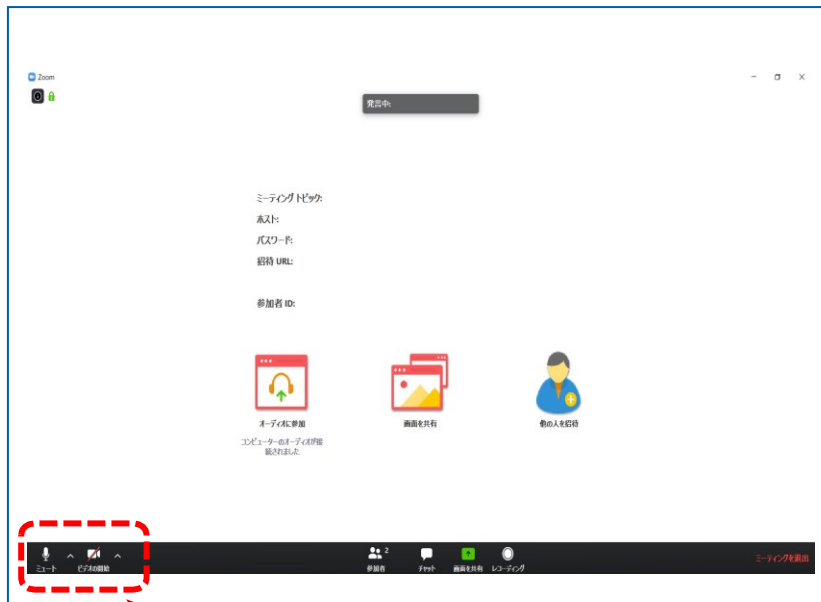 Zoom
発言中:
ミーティングトピック:
ホスト:
パスワード:
招待 URL:
参加者 ID:
オーディオに参加
画面を共有
他の人を招待
コンピューターのオーディオが接
続されました
ミュート
ビデオの開始
2
参加者
チャット
画面を共有
レコーディング
ミーティングを退出